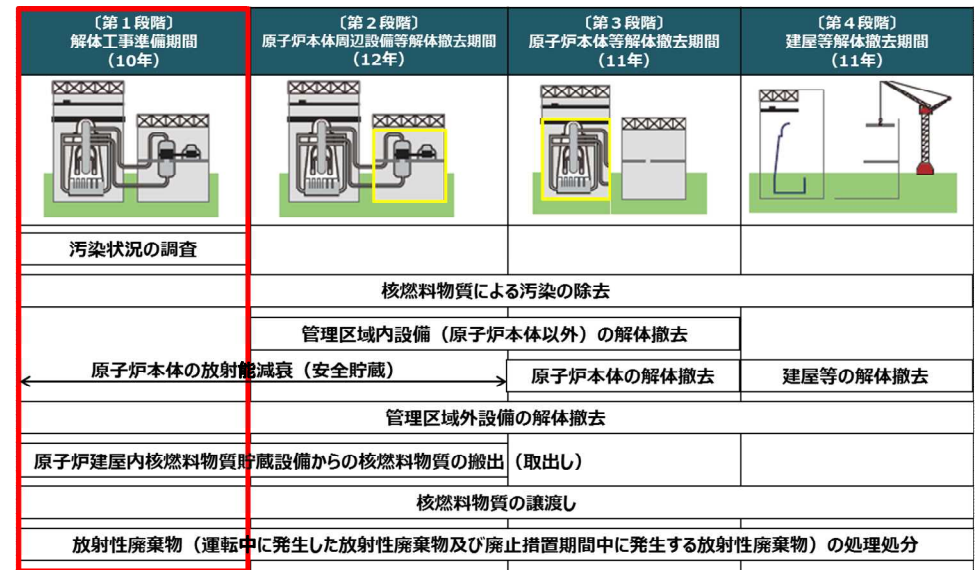 〔第１段階〕
解体工事準備期間
（10年）
〔第２段階〕
原子炉本体周辺設備等解体撤去期間
（12年）
〔第３段階〕
原子炉本体等解体撤去期間
（11年）
〔第４段階〕
建屋等解体撤去期間
（11年）
汚染状況の調査
核燃料物質による汚染の除去
管理区域内設備（原子炉本体以外）の解体撤去
原子炉本体の放射能減衰（安全貯蔵）
原子炉本体の解体撤去
建屋等の解体撤去
管理区域外設備の解体撤去
原子炉建屋内核燃料物質貯蔵設備からの核燃料物質の搬出（取出し）
核燃料物質の譲渡し
放射性廃棄物（運転中に発生した放射性廃棄物及び廃止措置期間中に発生する放射性廃棄物）の処理処分